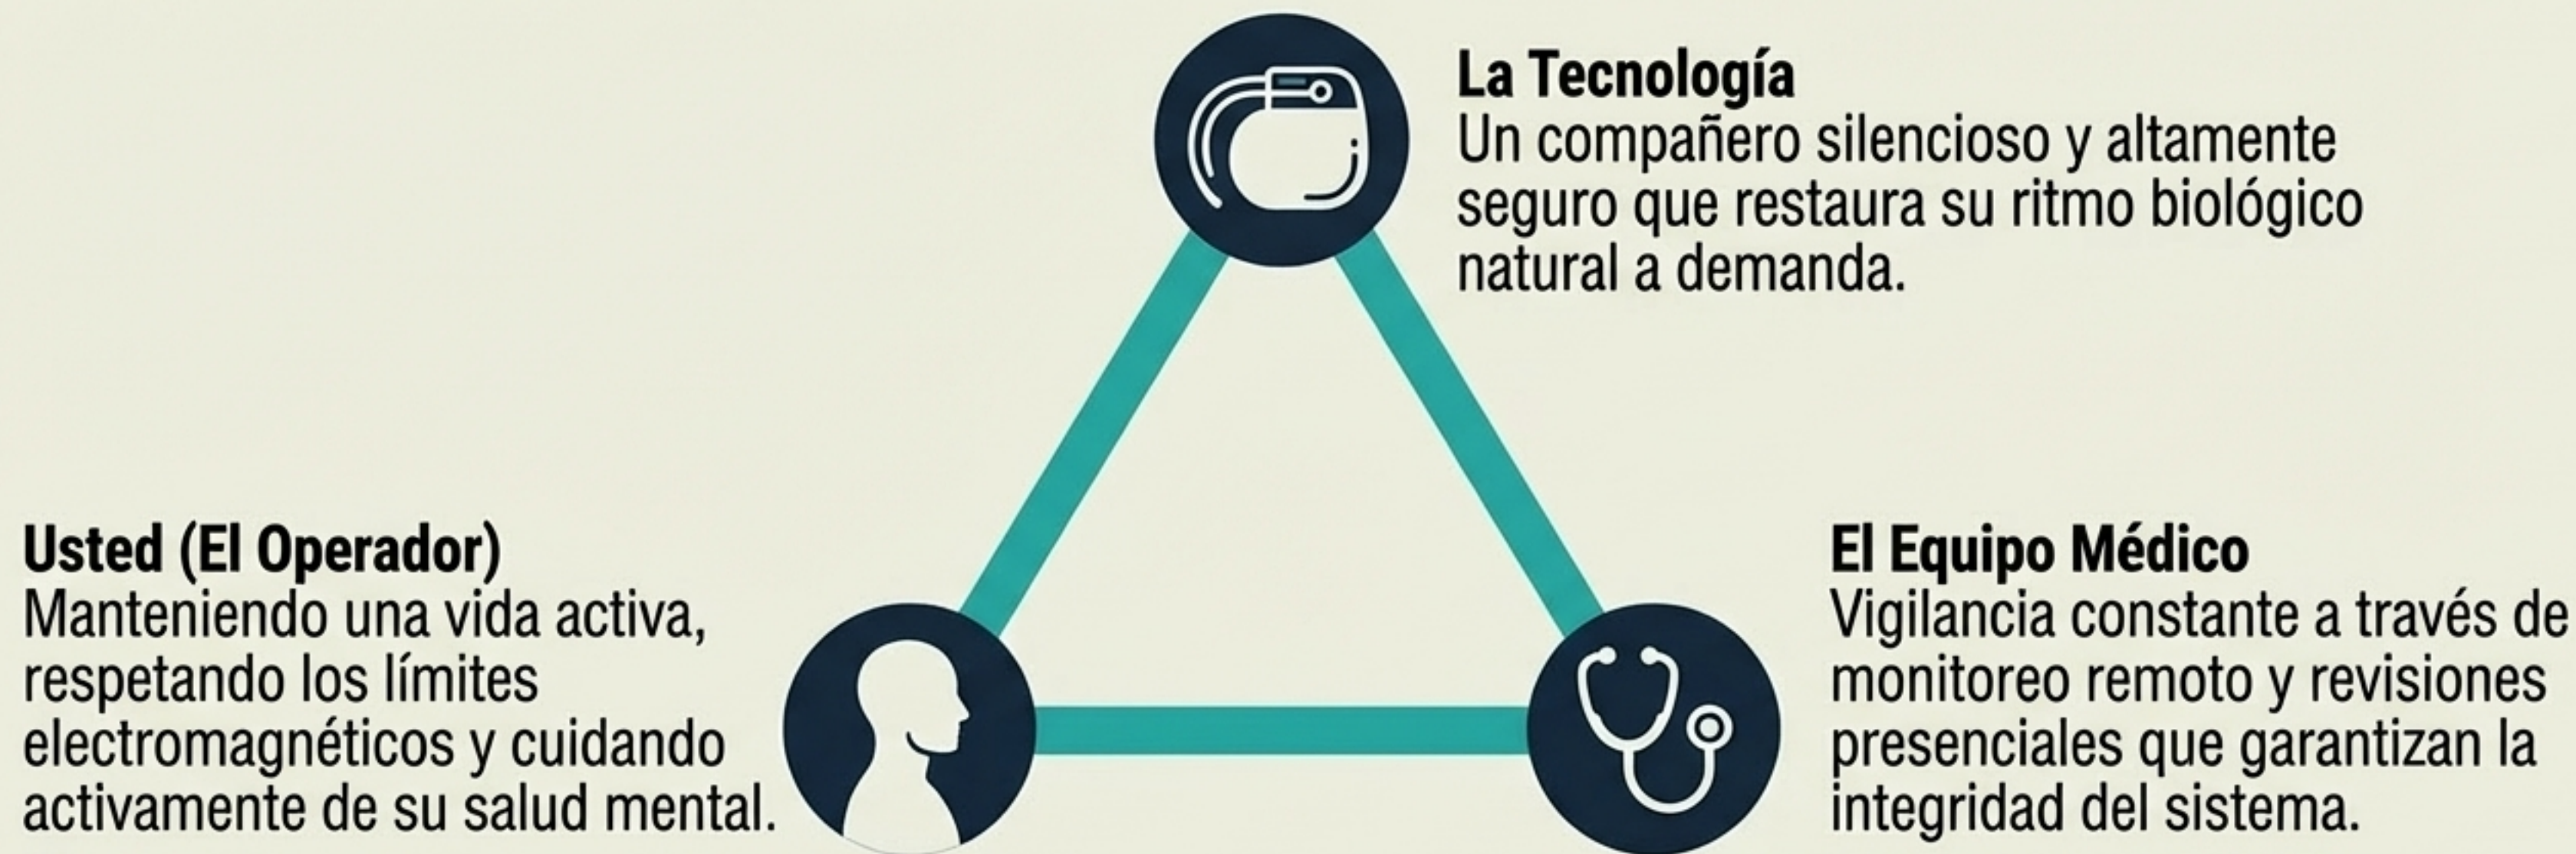 La Tecnología
Un compañero silencioso y altamente
seguro que restaura su ritmo biológico
natural a demanda.
Usted (El Operador)
Manteniendo una vida activa,
respetando los límites
electromagnéticos y cuidando
activamente de su salud mental.
El Equipo Médico
Vigilancia constante a través de
monitoreo remoto y revisiones
presenciales que garantizan la
integridad del sistema.